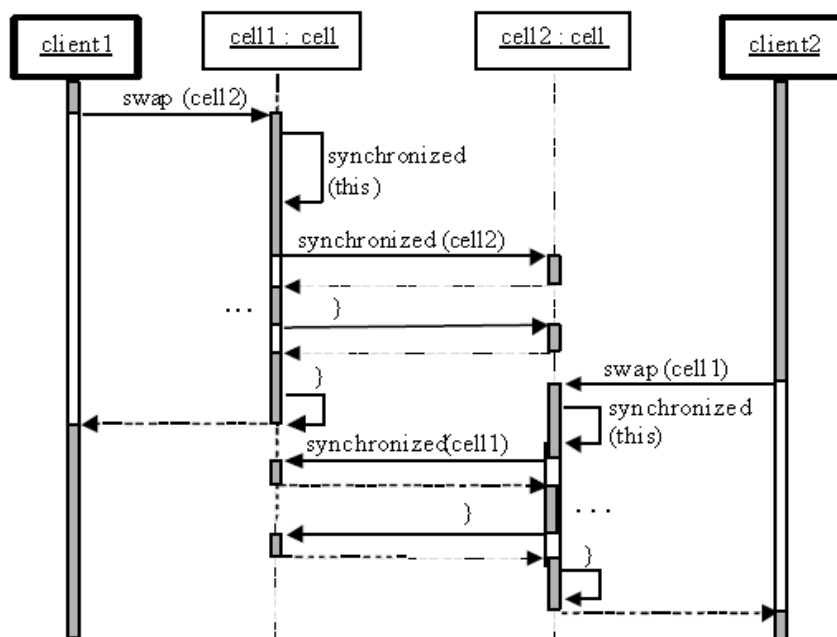 client1
cell1 : cell
cell2 : cell
client2
swap (cell2)
synchronized
(this)
synchronized (cell2)
...
}
swap (cell1)
}
synchronized
(this)
synchronized(cell1)
...
}
}